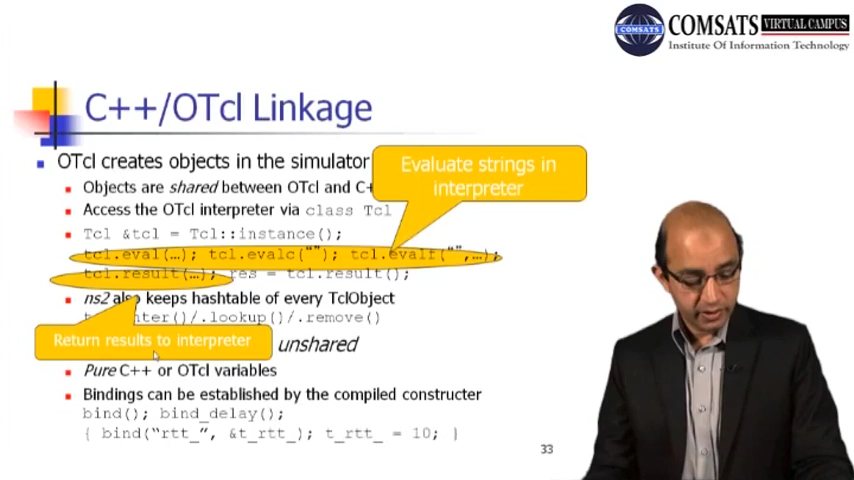 COMSATS VIRTUAL CAMPUS
COMSATS
Institute Of Information Technology
C++/OTcl Linkage
OTcl creates objects in the simulator
Evaluate strings in
interpreter
Objects are shared between OTcl and C+
Access the OTcl interpreter via class Tcl
Tcl &tcl = Tcl::instance();
tcl.eval(…); tcl.evalc(""); tcl.evalf("",…);
tcl.result(…); res = tcl.result();
ns2 also keeps hashtable of every TclObject
ter()/.lookup()/.remove()
Return results to interpreter
unshared
Pure C++ or OTcl variables
Bindings can be established by the compiled constructer
bind(); bind_delay();
{ bind("rtt_", &t_rtt_); t_rtt_ = 10; }
33